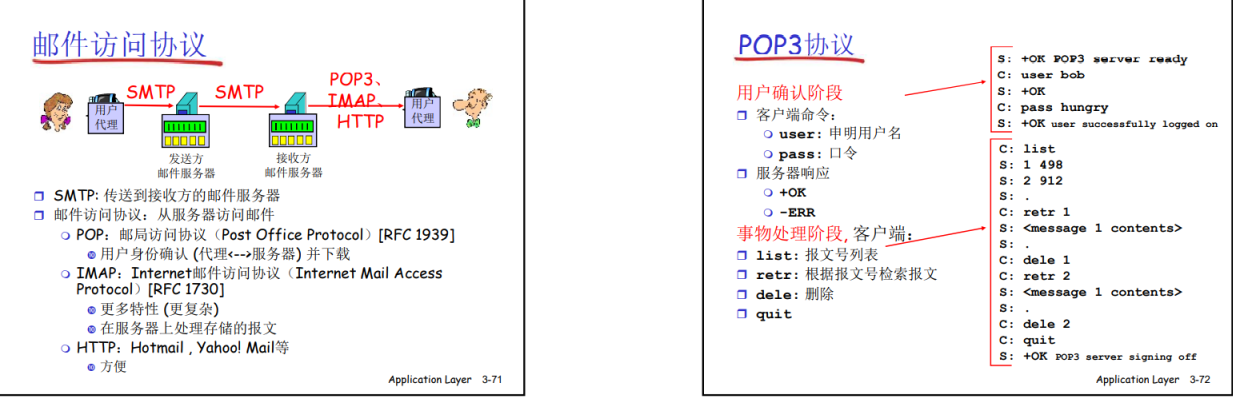 邮件访问协议
SMTP
SMTP
POP3、
IMAP、
HTTP
用户
代理
用户
代理
发送方
邮件服务器
接收方
邮件服务器
SMTP: 传送到接收方的邮件服务器
邮件访问协议：从服务器访问邮件
POP：邮局访问协议（Post Office Protocol）[RFC 1939]
用户身份确认 (代理<-->服务器) 并下载
IMAP：Internet邮件访问协议（Internet Mail Access
Protocol）[RFC 1730]
更多特性 (更复杂)
在服务器上处理存储的报文
HTTP：Hotmail , Yahoo! Mail等
方便
Application Layer 3-71
POP3协议
用户确认阶段
客户端命令：
user: 申明用户名
pass: 口令
服务器响应
+OK
-ERR
事物处理阶段, 客户端：
list: 报文号列表
retr: 根据报文号检索报文
dele: 删除
quit
S: +OK POP3 server ready
C: user bob
S: +OK
C: pass hungry
S: +OK user successfully logged on
C: list
S: 1 498
S: 2 912
S: .
C: retr 1
S: <message 1 contents>
S: .
C: dele 1
C: retr 2
S: <message 1 contents>
S: .
C: dele 2
C: quit
S: +OK POP3 server signing off
Application Layer 3-72